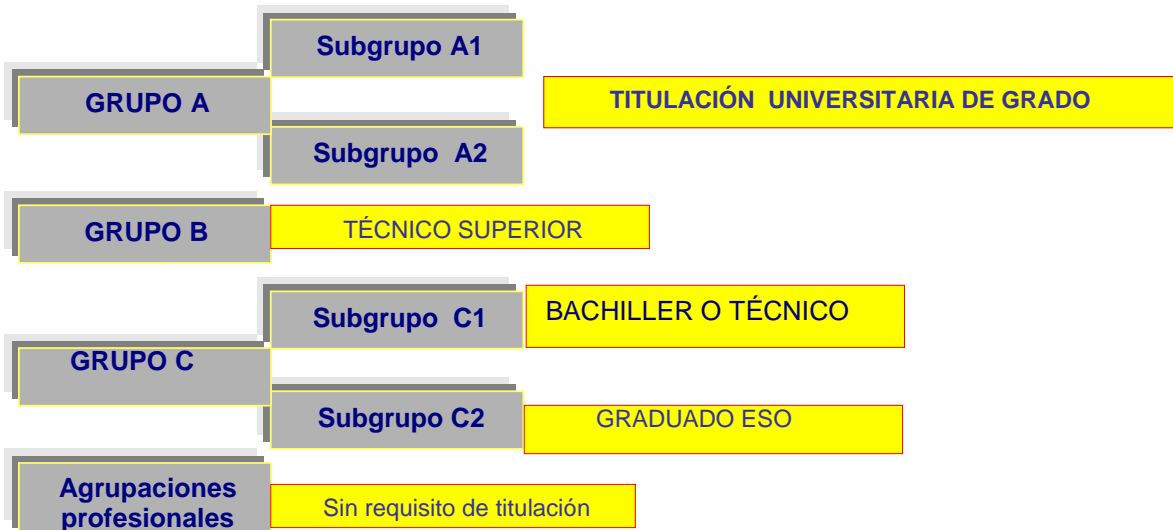 Subgrupo A1
GRUPO A
TITULACIÓN UNIVERSITARIA DE GRADO
Subgrupo A2
GRUPO B
TÉCNICO SUPERIOR
Subgrupo C1
BACHILLER O TÉCNICO
GRUPO C
Subgrupo C2
GRADUADO ESO
Agrupaciones
profesionales
Sin requisito de titulación